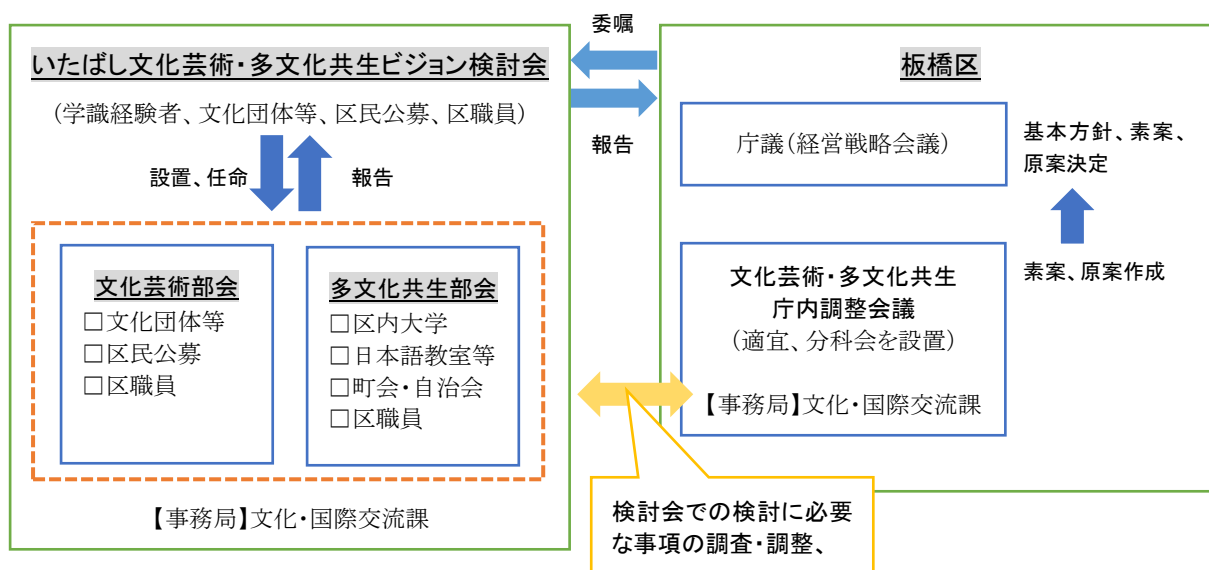 いたばし文化芸術・多文化共生ビジョン検討会
(学識経験者、文化団体等、区民公募、区職員)
設置、任命
報告
文化芸術部会
□文化団体等
□区民公募
□区職員
多文化共生部会
□区内大学
□日本語教室等
□町会・自治会
□区職員
【事務局】文化・国際交流課
委嘱
報告
板橋区
庁議(経営戦略会議)
基本方針、素案、
原案決定
文化芸術・多文化共生
庁内調整会議
(適宜、分科会を設置)
【事務局】文化・国際交流課
素案、原案作成
検討会での検討に必要
な事項の調査・調整、